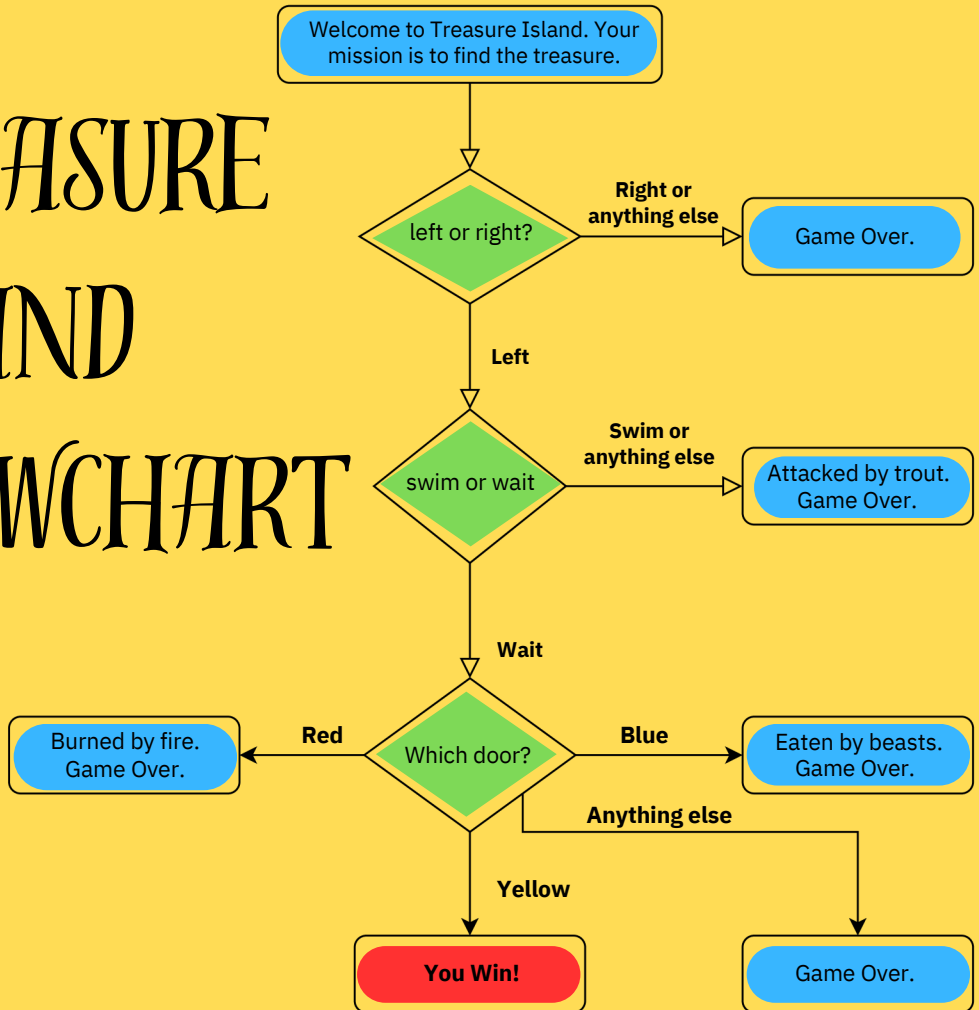 Welcome to Treasure Island. Your
mission is to find the treasure.
ASURE
IND
WCHART
left or right?
Right or
anything else
Game Over.
Left
swim or wait
Swim or
anything else
Attacked by trout.
Game Over.
Wait
Which door?
Red
Burned by fire.
Game Over.
Blue
Eaten by beasts.
Game Over.
Anything else
Yellow
You Win!
Game Over.